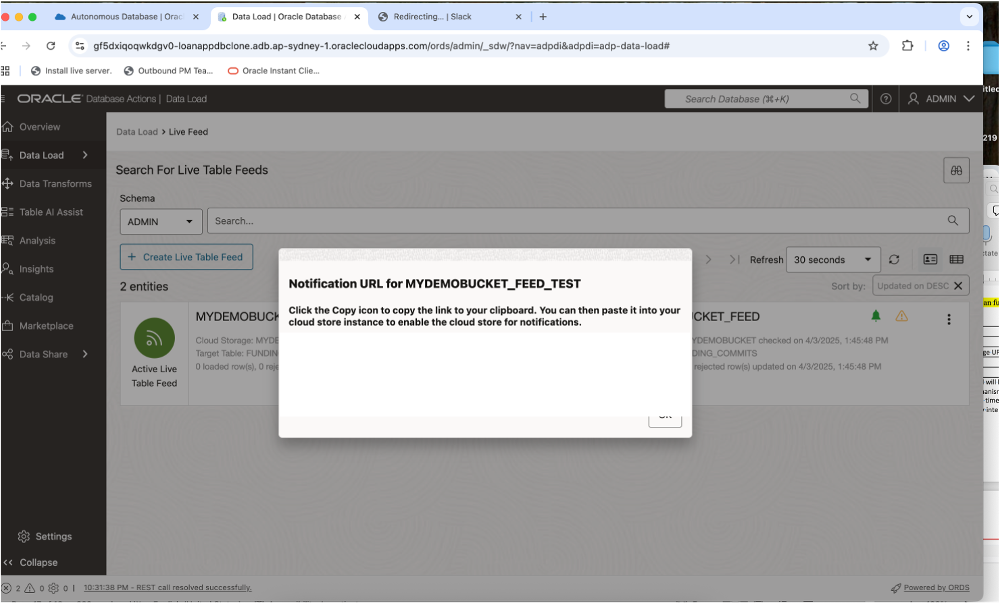 Autonomous Database | Orac
Data Load | Oracle Database
Redirecting... | Slack
gf5dxiqoqwkdgv0-loanappdbclone.adb.ap-sydney-1.oraclecloudapps.com/ords/admin/_sdw/?nav=adpdi&adpdi=adp-data-load#
Install live server.
Outbound PM Tea...
Oracle Instant Clie...
ORACLE Database Actions | Data Load
Search Database (⌘+K)
ADMIN
Overview
Data Load
Data Transforms
Table AI Assist
Analysis
Insights
Catalog
Marketplace
Data Share
Settings
Collapse
Data Load > Live Feed
Search For Live Table Feeds
Schema
ADMIN
Search...
+ Create Live Table Feed
Refresh
30 seconds
2 entities
Sort by:
Updated on DESC
Active Live
Table Feed
MYDEMOBUCK
Cloud Storage: MYDE
Target Table: FUNDIN
0 loaded row(s), 0 reje
Notification URL for MYDEMOBUCKET_FEED_TEST
Click the Copy icon to copy the link to your clipboard. You can then paste it into your
cloud store instance to enable the cloud store for notifications.
OK
CKET_FEED
YDEMOBUCKET checked on 4/3/2025, 1:45:48 PM
DING_COMMITS
rejected row(s) updated on 4/3/2025, 1:45:48 PM
2
0
0
10:31:38 PM - REST call resolved successfully.
Powered by ORDS
itled
219
ctate
an fu
ge UR
will
anisr
time
inte